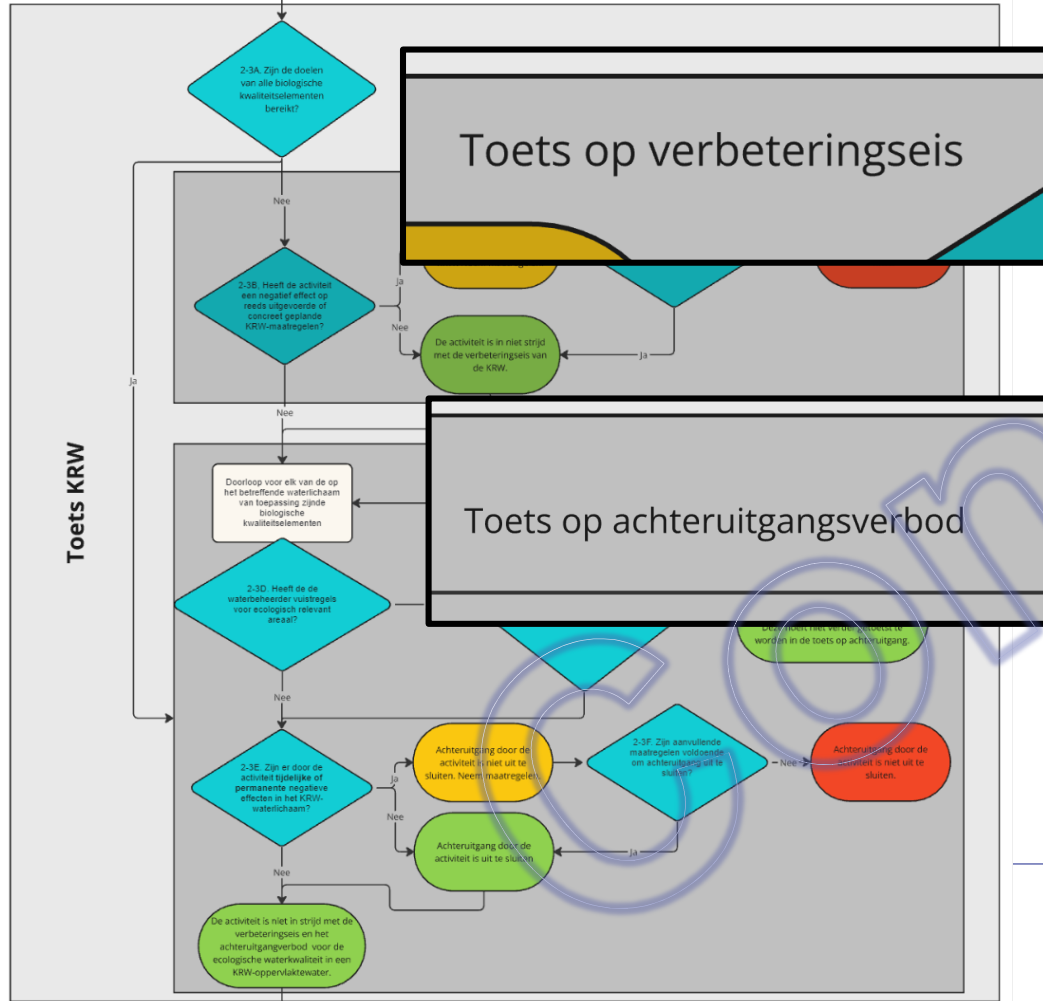 2-3A. Zijn de doelen
van alle biologische
kwaliteitselementen
bereikt?
Toets op verbeteringseis
Nee
2-3B. Heeft de activiteit
een negatief effect op
reeds uitgevoerde of
concreet geplande
KRW-maatregelen?
Ja
Nee
De activiteit is in niet strijd
met de verbeteringseis van
de KRW.
Ja
Ja
Nee
Toets KRW
Doorloop voor elk van de op
het betreffende waterlichaam
van toepassing zijnde
biologische
kwaliteitselementen
Toets op achteruitgangsverbod
2-3D. Heeft de de
waterbeheerder vuistregels
voor ecologisch relevant
areaal?
worden in de toets op achteruitgang.
Nee
2-3E. Zijn er door de
activiteit tijdelijke of
permanente negatieve
effecten in het KRW-
waterlichaam?
Ja
Nee
Achteruitgang door de
activiteit is niet uit te
sluiten. Neem maatregelen.
2-3F. Zijn aanvullende
maatregelen voldoende
om achteruitgang uit te
sluiten?
Nee
Achteruitgang door de
activiteit is niet uit te
sluiten.
Achteruitgang door de
activiteit is uit te sluiten
Ja
Nee
De activiteit is niet in strijd met de
verbeteringseis en het
achteruitgangverbod voor de
ecologische waterkwaliteit in een
KRW-oppervlaktewater.
Con